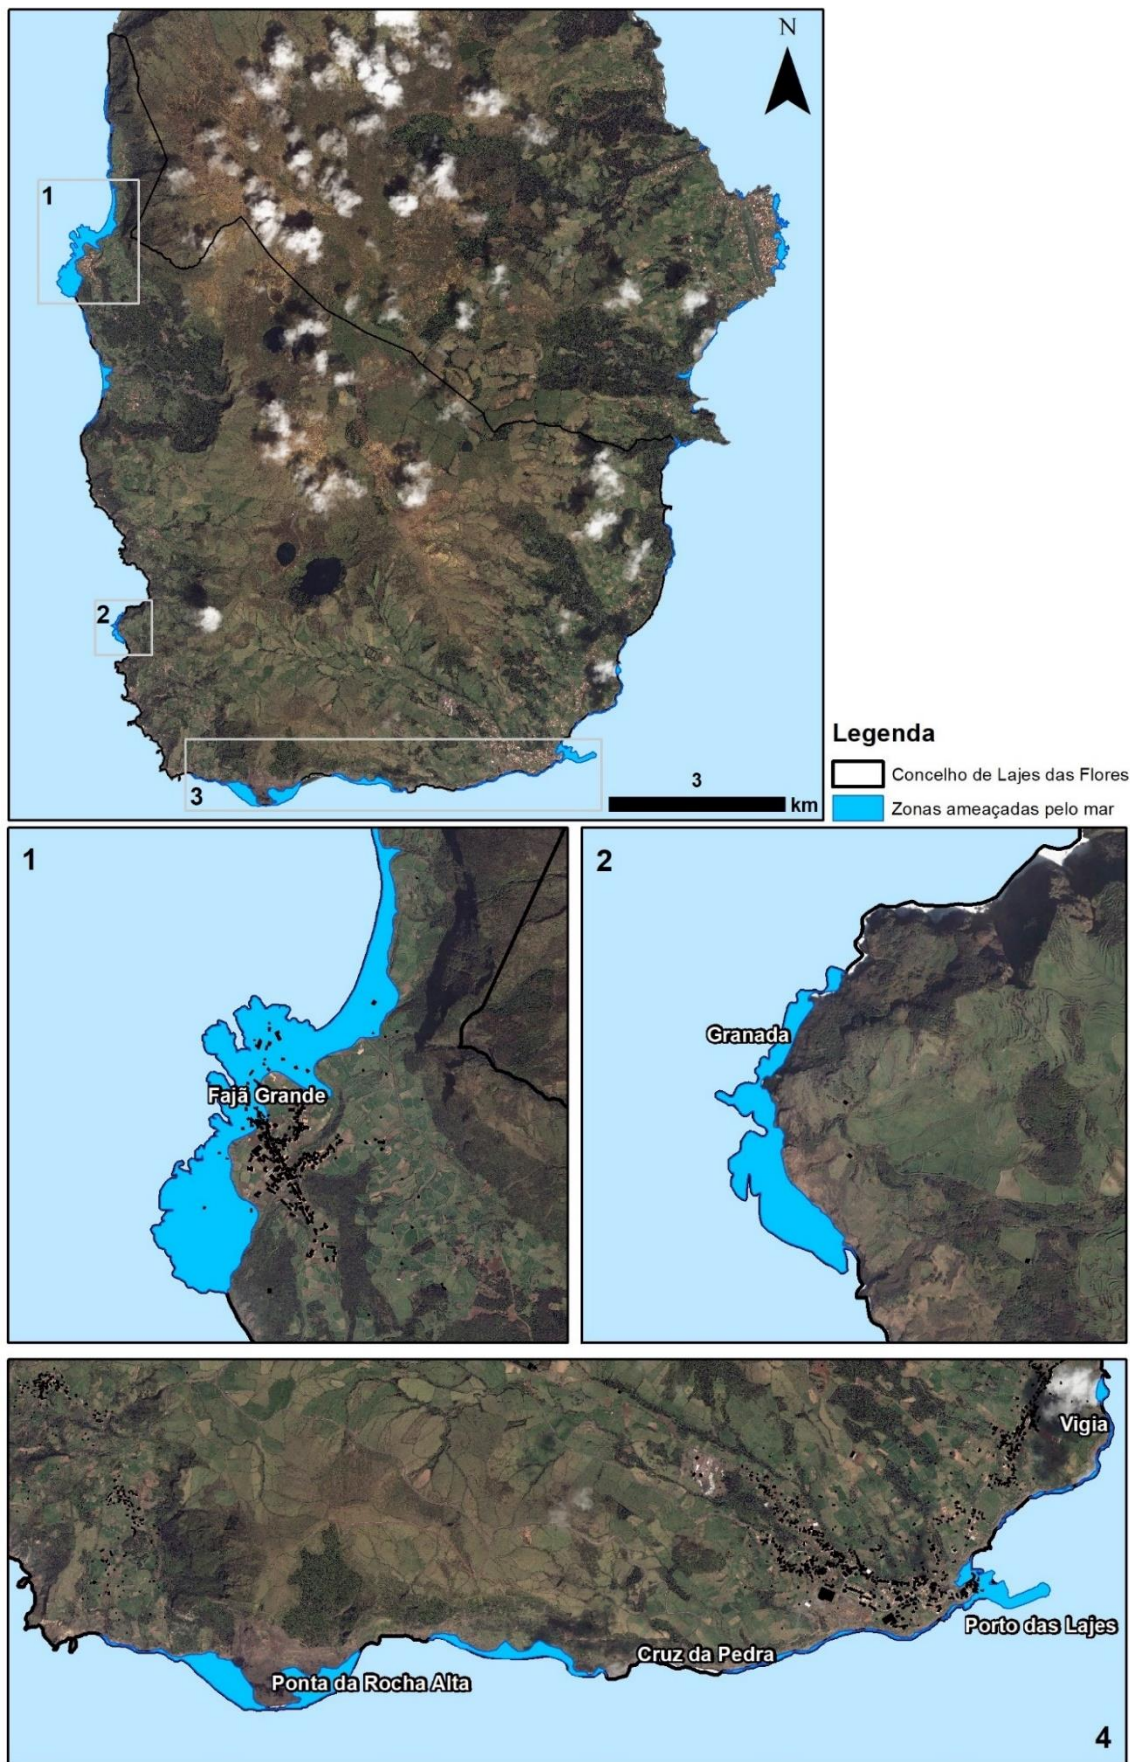 N
1
2
3
3
km
Legenda
Concelho de Lajes das Flores
Zonas ameaçadas pelo mar
1
Fajã Grande
2
Granada
Vigia
Porto das Lajes
Cruz da Pedra
Ponta da Rocha Alta
4